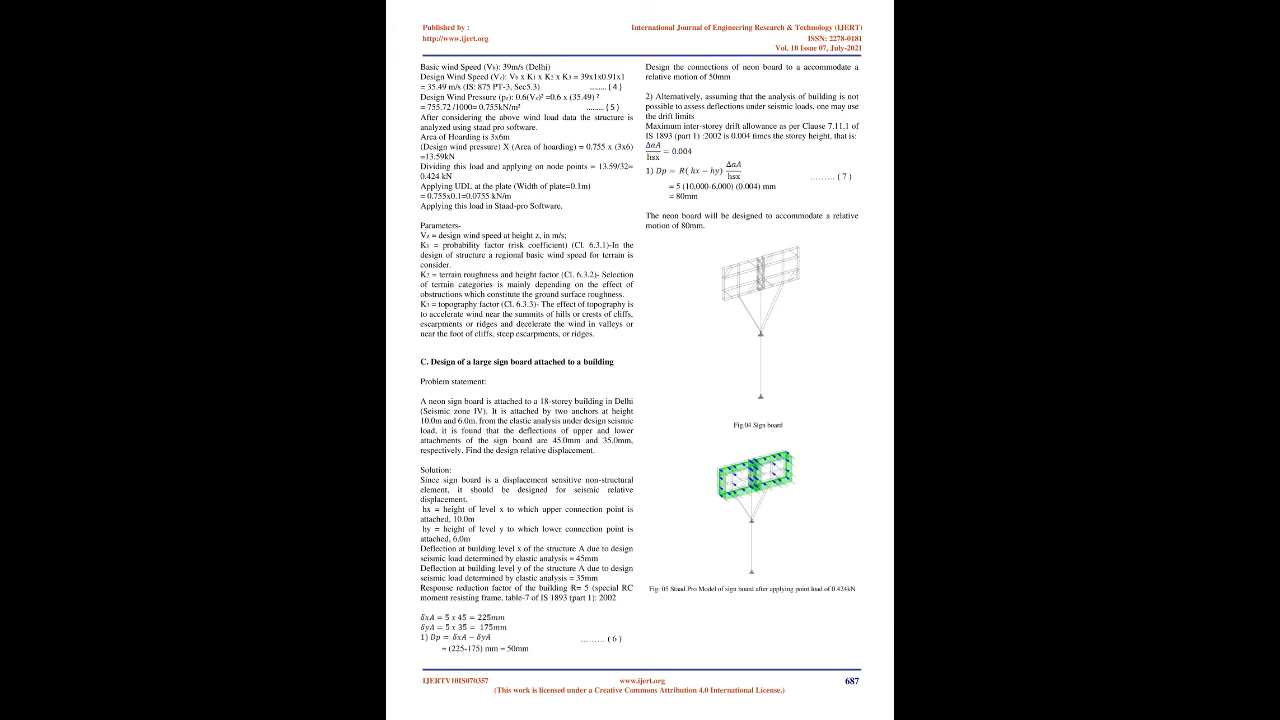 Published by :
http://www.ijert.org
International Journal of Engineering Research & Technology (IJERT)
ISSN: 2278-0181
Vol. 10 Issue 07, July-2021
Basic wind Speed (Vb): 39m/s (Delhi)
Design Wind Speed (Vz): Vb x K1 x K2 x K3 = 39x1x0.91x1
= 35.49 m/s (IS: 875 PT-3, Sec5.3) ........ ( 4 )
Design Wind Pressure (pz): 0.6(Vz)² =0.6 x (35.49) ²
= 755.72 /1000= 0.755kN/m² ......... ( 5 )
After considering the above wind load data the structure is
analyzed using staad pro software.
Area of Hoarding is 3x6m
(Design wind pressure) X (Area of hoarding) = 0.755 x (3x6)
=13.59kN
Dividing this load and applying on node points = 13.59/32=
0.424 kN
Applying UDL at the plate (Width of plate=0.1m)
= 0.755x0.1=0.0755 kN/m
Applying this load in Staad-pro Software.
Parameters-
Vz = design wind speed at height z, in m/s;
K1 = probability factor (risk coefficient) (Cl. 6.3.1)-In the
design of structure a regional basic wind speed for terrain is
consider.
K2 = terrain roughness and height factor (Cl. 6.3.2)- Selection
of terrain categories is mainly depending on the effect of
obstructions which constitute the ground surface roughness.
K3 = topography factor (Cl. 6.3.3)- The effect of topography is
to accelerate wind near the summits of hills or crests of cliffs,
escarpments or ridges and decelerate the wind in valleys or
near the foot of cliffs, steep escarpments, or ridges.
C. Design of a large sign board attached to a building
Problem statement:
A neon sign board is attached to a 18-storey building in Delhi
(Seismic zone IV). It is attached by two anchors at height
10.0m and 6.0m. from the elastic analysis under design seismic
load, it is found that the deflections of upper and lower
attachments of the sign board are 45.0mm and 35.0mm,
respectively. Find the design relative displacement.
Solution:
Since sign board is a displacement sensitive non-structural
element, it should be designed for seismic relative
displacement.
hx = height of level x to which upper connection point is
attached, 10.0m
hy = height of level y to which lower connection point is
attached, 6.0m
Deflection at building level x of the structure A due to design
seismic load determined by elastic analysis = 45mm
Deflection at building level y of the structure A due to design
seismic load determined by elastic analysis = 35mm
Response reduction factor of the building R= 5 (special RC
moment resisting frame, table-7 of IS 1893 (part 1): 2002
δxA = 5 x 45 = 225mm
δyA = 5 x 35 = 175mm
1) Dp = δxA − δyA ......... ( 6 )
= (225-175) mm = 50mm
Design the connections of neon board to a accommodate a
relative motion of 50mm
2) Alternatively, assuming that the analysis of building is not
possible to assess deflections under seismic loads, one may use
the drift limits
Maximum inter-storey drift allowance as per Clause 7.11.1 of
IS 1893 (part 1) :2002 is 0.004 times the storey height, that is:
ΔaA
hsx = 0.004
1) Dp = R( hx − hy) ΔaA
hsx ......... ( 7 )
= 5 (10,000-6,000) (0.004) mm
= 80mm
The neon board will be designed to accommodate a relative
motion of 80mm.
Fig.04 Sign board
Fig: 05 Staad Pro Model of sign board after applying point load of 0.424kN
IJERTV10IS070357
www.ijert.org
687
(This work is licensed under a Creative Commons Attribution 4.0 International License.)